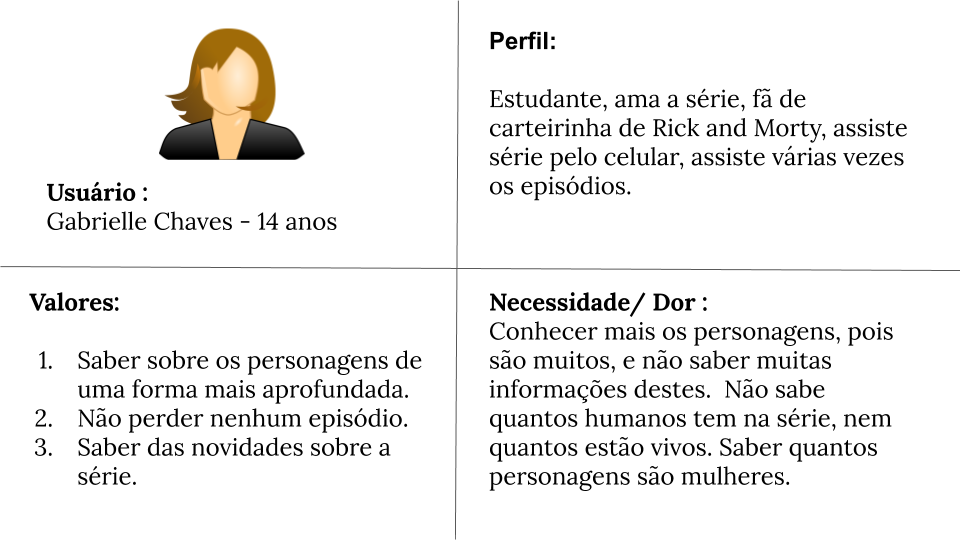 Usuário :
Gabrielle Chaves - 14 anos
Perfil:
Estudante, ama a série, fã de
carteirinha de Rick and Morty, assiste
série pelo celular, assiste várias vezes
os episódios.
Valores:
1. Saber sobre os personagens de
uma forma mais aprofundada.
2. Não perder nenhum episódio.
3. Saber das novidades sobre a
série.
Necessidade/ Dor :
Conhecer mais os personagens, pois
são muitos, e não saber muitas
informações destes. Não sabe
quantos humanos tem na série, nem
quantos estão vivos. Saber quantos
personagens são mulheres.